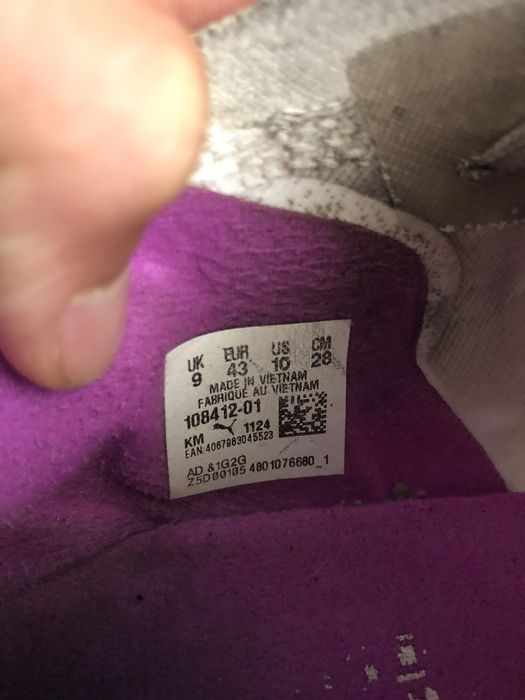 UK EUR US CM
9 43 10 28
MADE IN VIETNAM
FABRIQUE AU VIETNAM
108412-01
KM 1124
EAN:4067983045523
AD &1G2G
Z5D00105 4801076680_1